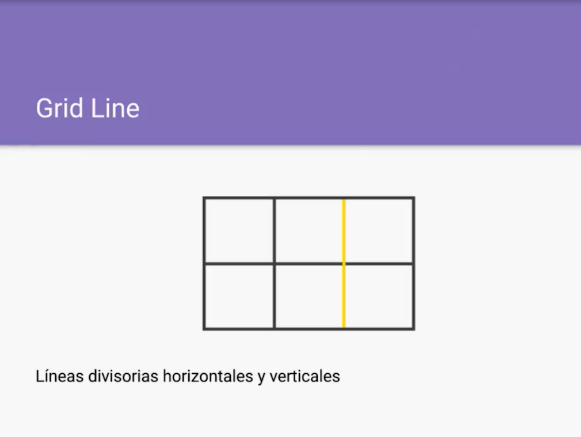 Grid Line
Líneas divisorias horizontales y verticales